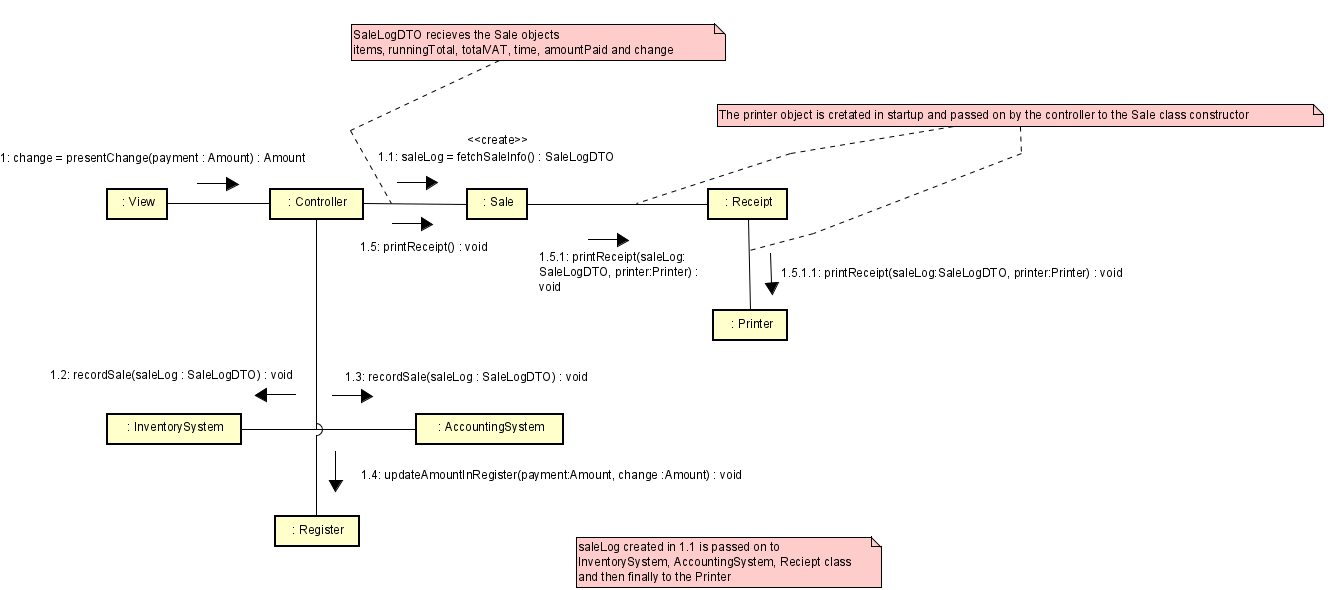 SaleLogDTO recieves the Sale objects
items, runningTotal, totalVAT, time, amountPaid and change
The printer object is cretated in startup and passed on by the controller to the Sale class constructor
<<create>>
1: change = presentChange(payment : Amount) : Amount
1.1: saleLog = fetchSaleInfo() : SaleLogDTO
: View
: Controller
: Sale
: Receipt
1.5: printReceipt() : void
1.5.1: printReceipt(saleLog:
SaleLogDTO, printer:Printer) :
void
1.5.1.1: printReceipt(saleLog:SaleLogDTO, printer:Printer) : void
: Printer
1.2: recordSale(saleLog : SaleLogDTO) : void
1.3: recordSale(saleLog : SaleLogDTO) : void
: InventorySystem
: AccountingSystem
1.4: updateAmountInRegister(payment:Amount, change :Amount) : void
: Register
saleLog created in 1.1 is passed on to
InventorySystem, AccountingSystem, Reciept class
and then finally to the Printer